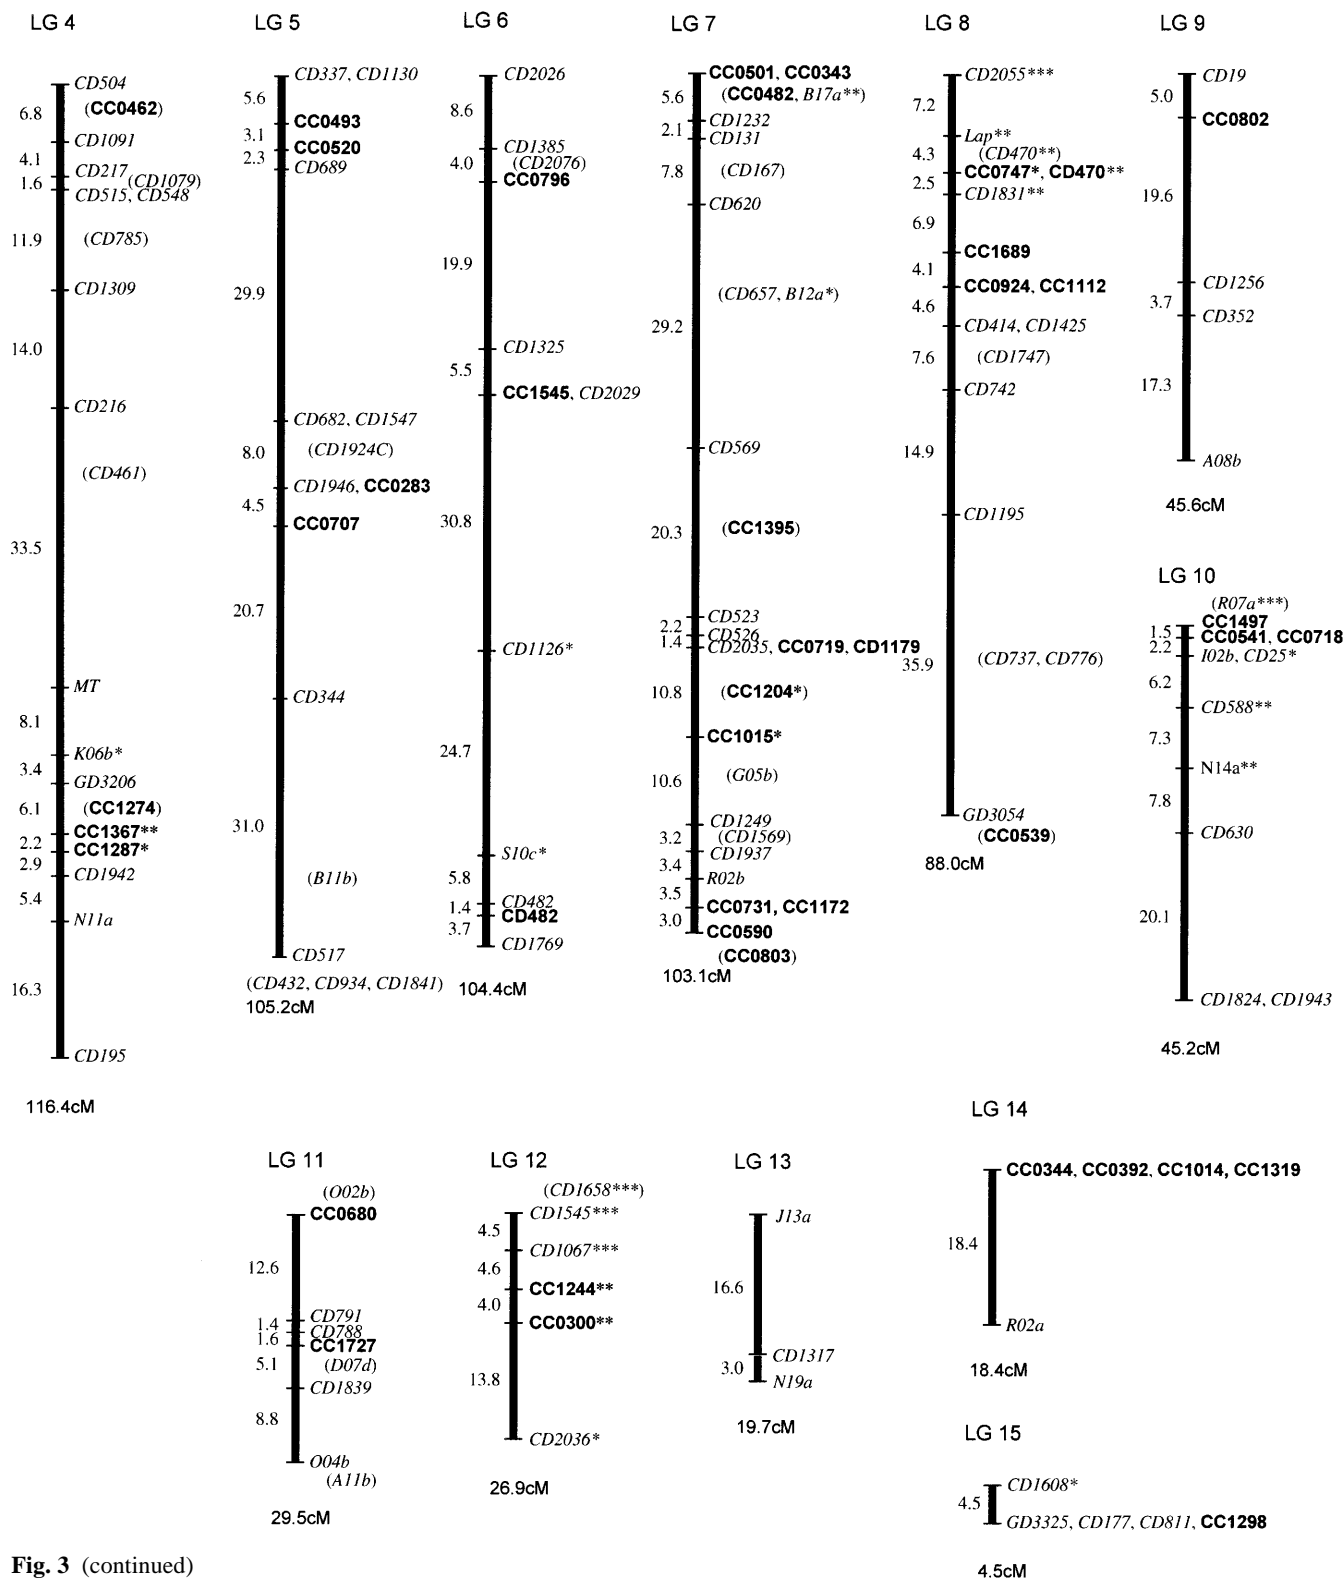 LG 4
CD504
6.8
(CC0462)
CD1091
4.1
CD217
(CD1079)
1.6
CD515, CD548
11.9
(CD785)
CD1309
14.0
CD216
(CD461)
33.5
MT
8.1
K06b*
3.4
GD3206
6.1
(CC1274)
CC1367**
2.2
CC1287*
2.9
CD1942
5.4
N11a
16.3
CD195
116.4cM
LG 5
CD337, CD1130
5.6
CC0493
3.1
CC0520
2.3
CD689
29.9
CD682, CD1547
8.0
(CD1924C)
CD1946, CC0283
4.5
CC0707
20.7
CD344
31.0
(B11b)
CD517
(CD432, CD934, CD1841)
105.2cM
LG 6
CD2026
8.6
CD1385
4.0
(CD2076)
CC0796
19.9
CD1325
5.5
CC1545, CD2029
30.8
CD1126*
24.7
S10c*
5.8
CD482
1.4
CD482
3.7
CD1769
104.4cM
LG 7
CC0501, CC0343
5.6
(CC0482, B17a**)
CD1232
2.1
CD131
7.8
(CD167)
CD620
(CD657, B12a*)
29.2
CD569
20.3
(CC1395)
CD523
2.2
CD526
1.4
CD2035, CC0719, CD1179
10.8
(CC1204*)
CC1015*
10.6
(G05b)
CD1249
3.2
(CD1569)
CD1937
3.4
R02b
3.5
CC0731, CC1172
3.0
CC0590
(CC0803)
103.1cM
LG 8
CD2055***
7.2
Lap**
4.3
(CD470**)
CC0747*, CD470**
2.5
CD1831**
6.9
CC1689
4.1
CC0924, CC1112
4.6
CD414, CD1425
7.6
(CD1747)
CD742
14.9
CD1195
35.9
(CD737, CD776)
GD3054
(CC0539)
88.0cM
LG 9
CD19
5.0
CC0802
19.6
CD1256
3.7
CD352
17.3
A08b
45.6cM
LG 10
(R07a***)
CC1497
1.5
CC0541, CC0718
2.2
I02b, CD25*
6.2
CD588**
7.3
N14a**
7.8
CD630
20.1
CD1824, CD1943
45.2cM
LG 11
(O02b)
CC0680
12.6
CD791
1.4
CD788
1.6
CC1727
5.1
(D07d)
CD1839
8.8
O04b
(A11b)
29.5cM
LG 12
(CD1658***)
CD1545***
4.5
CD1067***
4.6
CC1244**
4.0
CC0300**
13.8
CD2036*
26.9cM
LG 13
J13a
16.6
CD1317
3.0
N19a
19.7cM
LG 14
CC0344, CC0392, CC1014, CC1319
18.4
R02a
18.4cM
LG 15
CD1608*
4.5
GD3325, CD177, CD811, CC1298
4.5cM
Fig. 3 (continued)